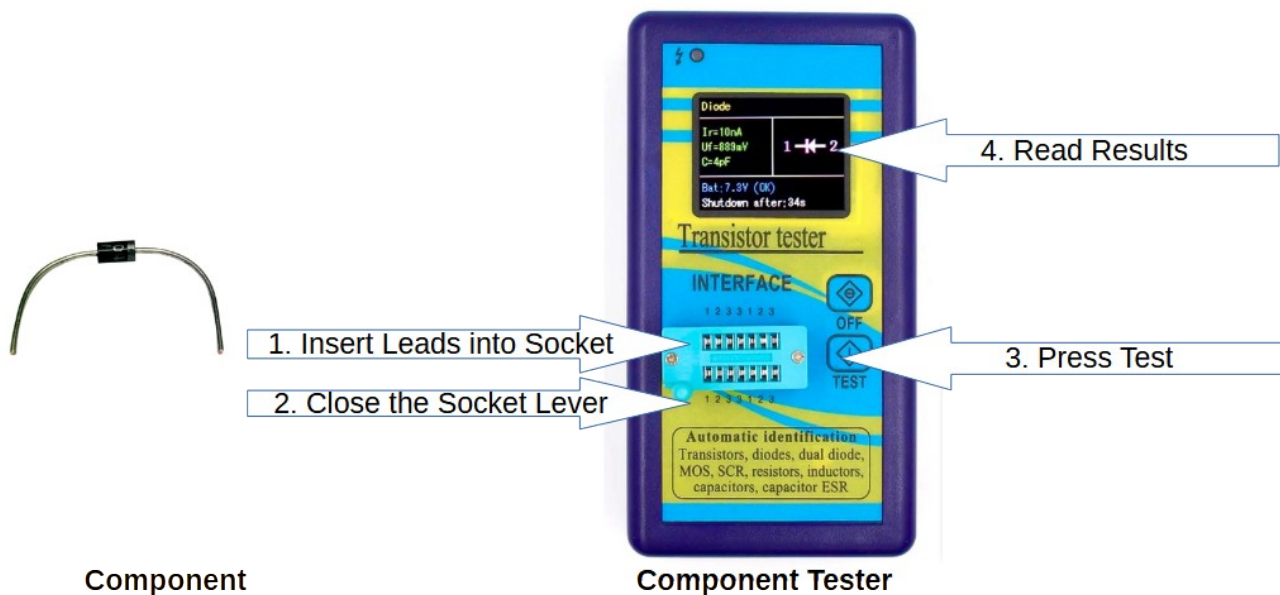 Diode
Ir=10nA
Uf=889mV
C=4pF
1 2
Bat:7.3V (OK)
Shutdown after:34s
4. Read Results
Transistor tester
INTERFACE
1 2 3 3 1 2 3
OFF
1. Insert Leads into Socket
3. Press Test
TEST
2. Close the Socket Lever
1 2 3 3 1 2 3
Automatic identification
Transistors, diodes, dual diode,
MOS, SCR, resistors, inductors,
capacitors, capacitor ESR
Component
Component Tester